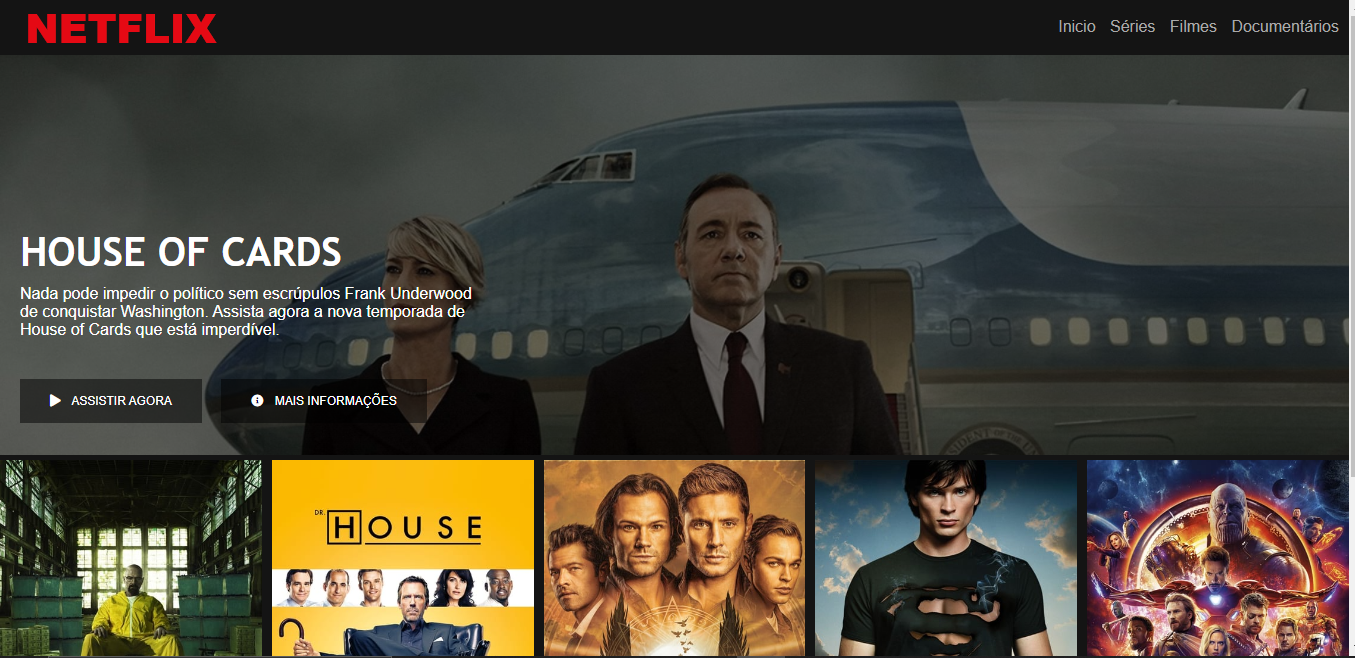 NETFLIX
Inicio Séries Filmes Documentários
HOUSE OF CARDS
Nada pode impedir o político sem escrúpulos Frank Underwood
de conquistar Washington. Assista agora a nova temporada de
House of Cards que está imperdível.
ASSISTIR AGORA MAIS INFORMAÇÕES
DR. HOUSE